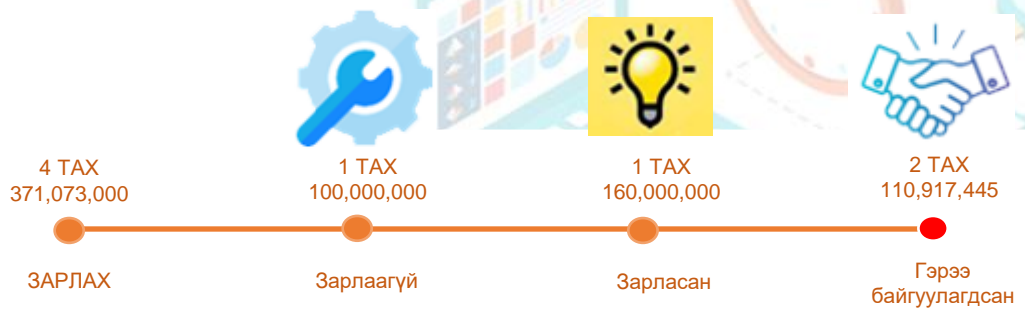 4 ТАХ
371,073,000
1 ТАХ
100,000,000
1 ТАХ
160,000,000
2 ТАХ
110,917,445
ЗАРЛАХ
Зарлаагүй
Зарласан
Гэрээ
байгуулагдсан